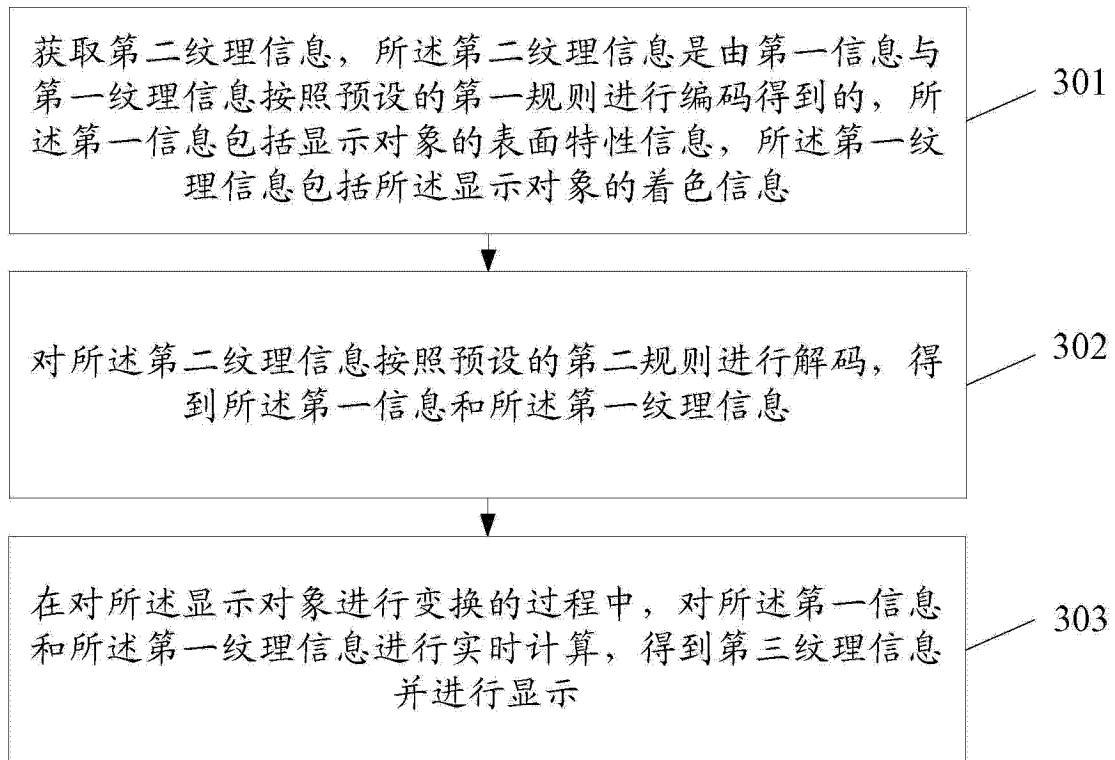 获取第二纹理信息，所述第二纹理信息是由第一信息与
第一纹理信息按照预设的第一规则进行编码得到的，所
述第一信息包括显示对象的表面特性信息，所述第一纹
理信息包括所述显示对象的着色信息
301
对所述第二纹理信息按照预设的第二规则进行解码，得
到所述第一信息和所述第一纹理信息
302
在对所述显示对象进行变换的过程中，对所述第一信息
和所述第一纹理信息进行实时计算，得到第三纹理信息
并进行显示
303